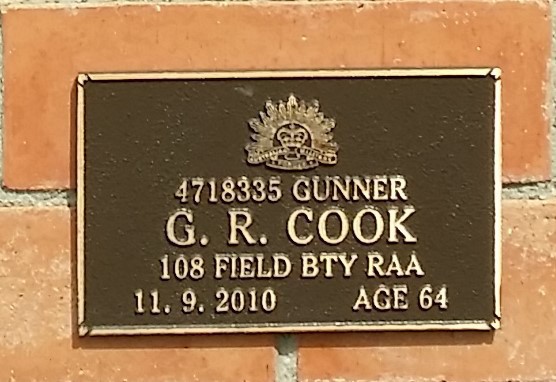 4718335 GUNNER
G. R. COOK
108 FIELD BTY RAA
11. 9. 2010 AGE 64